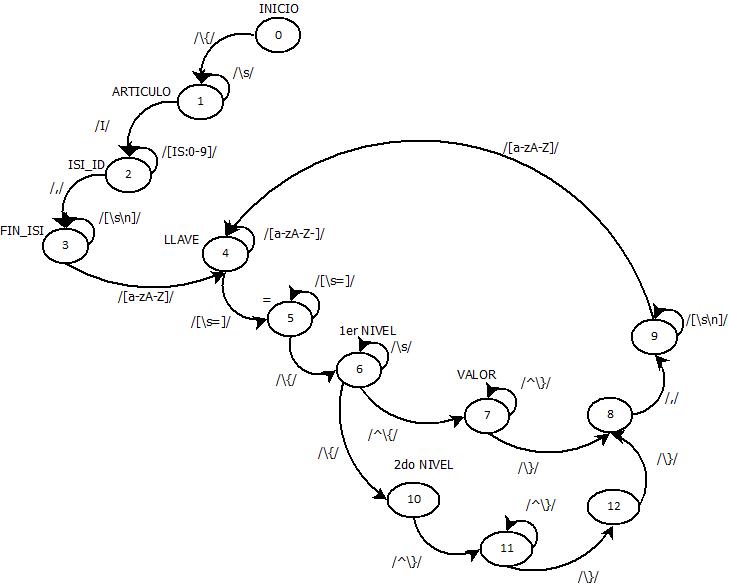 INICIO
0
/\{/
/\s/
ARTICULO
1
/I/
/[IS:0-9]/
ISI_ID
2
/,/
/[\s\n]/
FIN_ISI
3
/[a-zA-Z]/
/[a-zA-Z]/
LLAVE
4
/[a-zA-Z-]/
/[\s=]/
=
5
/[\s=]/
/\{/
1er NIVEL
6
/\s/
/^\{/
VALOR
7
/^\}/
/\}/
8
/,/
9
/[\s\n]/
/\{/
2do NIVEL
10
/^\}/
11
/^\}/
/\}/
12
/\}/